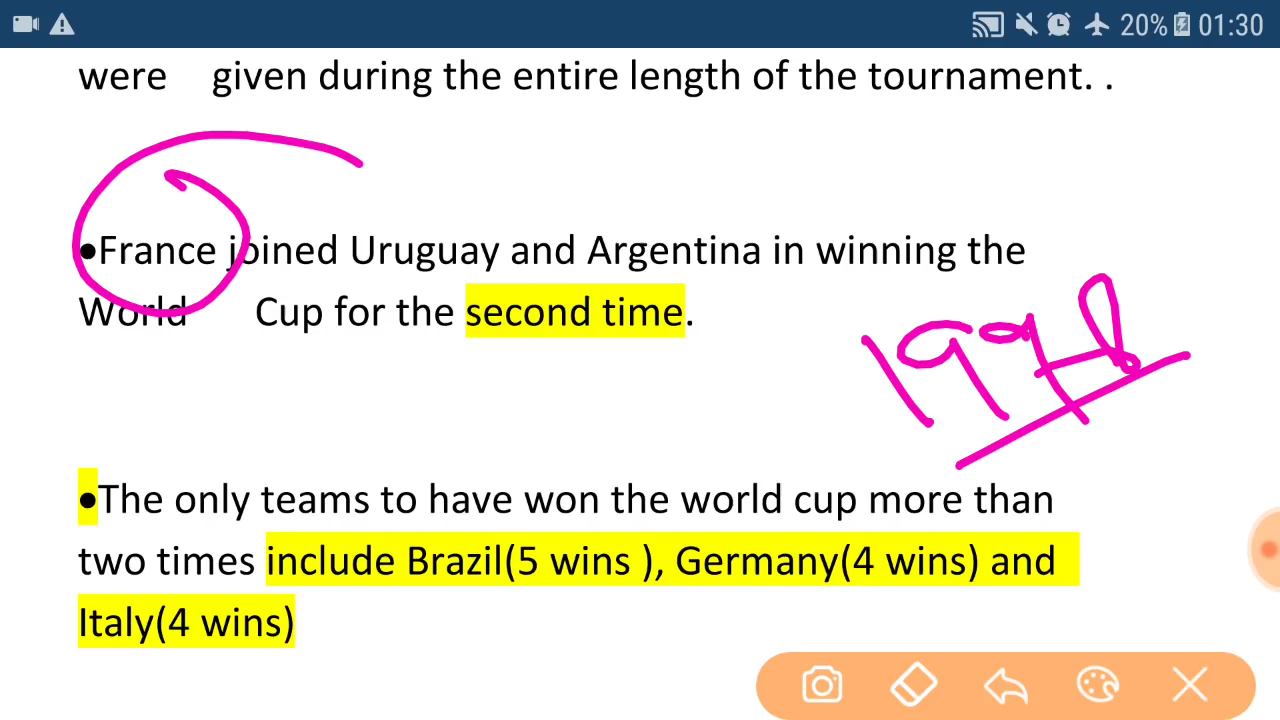 20% 01:30
were given during the entire length of the tournament. .
•France joined Uruguay and Argentina in winning the
World Cup for the second time.
1998
•The only teams to have won the world cup more than
two times include Brazil(5 wins ), Germany(4 wins) and
Italy(4 wins)